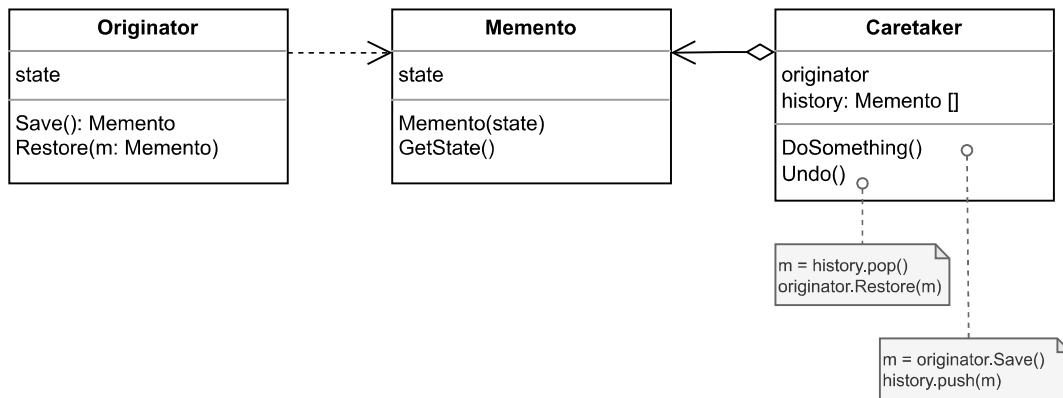 Originator
state
Save(): Memento
Restore(m: Memento)
Memento
state
Memento(state)
GetState()
Caretaker
originator
history: Memento []
DoSomething()
Undo()
m = history.pop()
originator.Restore(m)
m = originator.Save()
history.push(m)